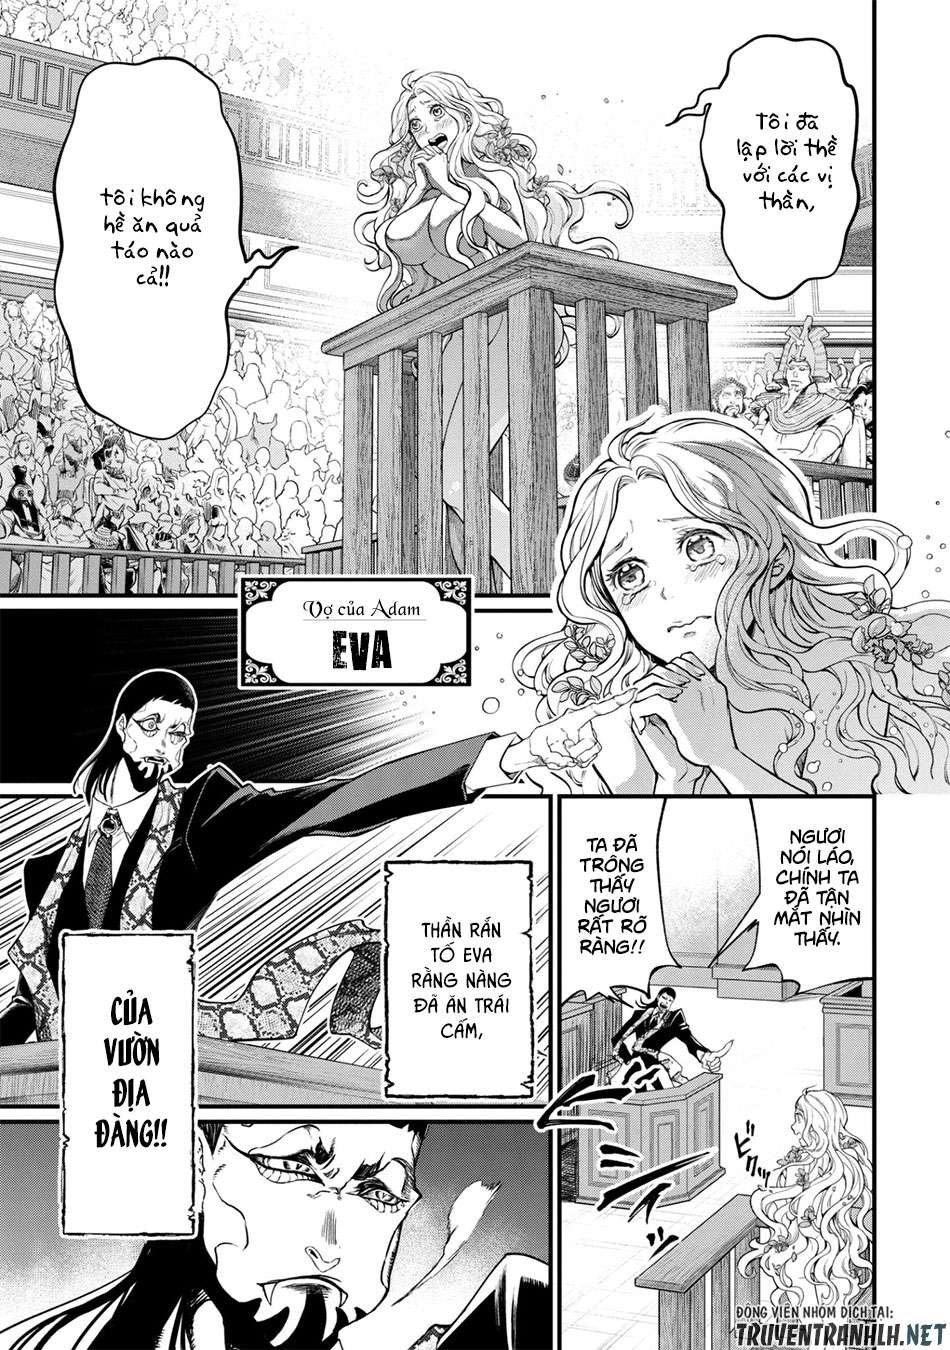 Tôi đã
lập lời thề
với các vị
thần,
tôi không
hề ăn quả
táo nào
cả!!
Vợ của Adam
EVA
NGƯƠI
NÓI LÁO,
CHÍNH TA
ĐÃ TẬN
MẮT NHÌN
THẤY.
TA ĐÃ
TRÔNG
THẤY
NGƯƠI
RẤT RÕ
RÀNG!!
THẦN RẮN
TỐ EVA
RẰNG NÀNG
ĐÃ ĂN TRÁI
CẤM,
CỦA
VƯỜN
ĐỊA
ĐÀNG!!
ビッ
ĐỘNG VIÊN NHÓM DỊCH TẠI:
TRUYENTRANHLH.NET